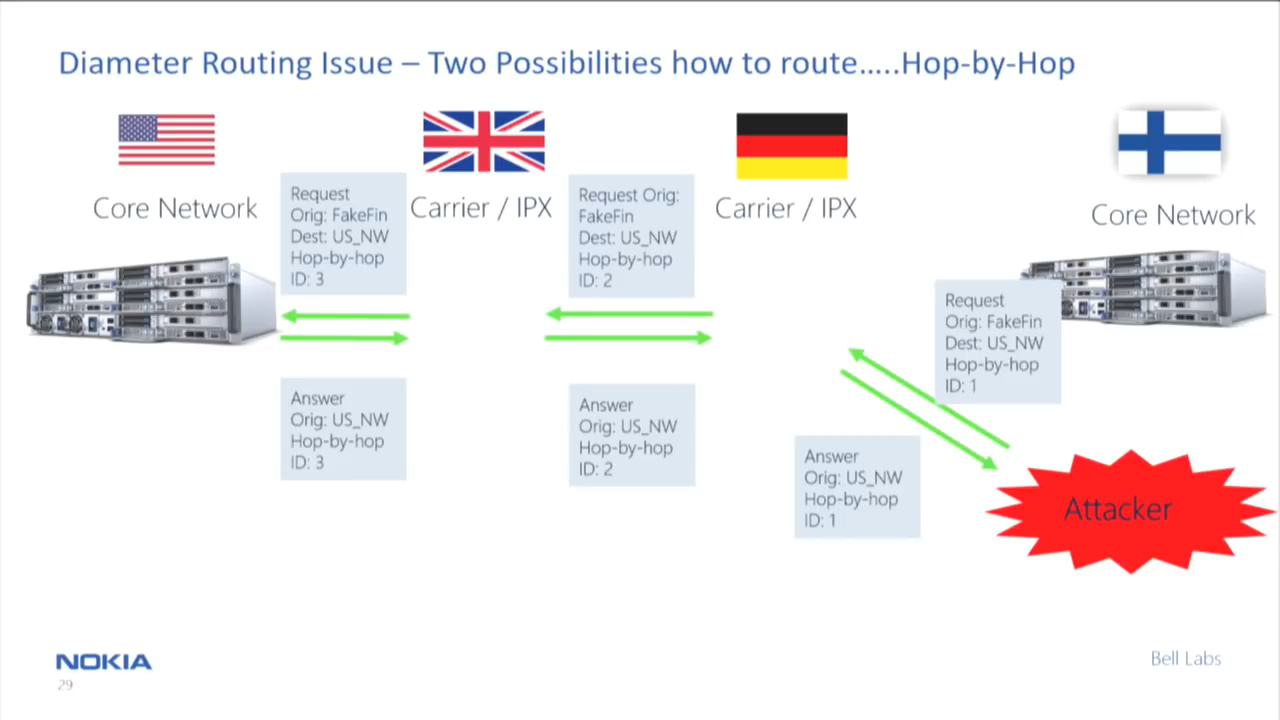 Diameter Routing Issue – Two Possibilities how to route.....Hop-by-Hop
Core Network
Request
Orig: FakeFin
Dest: US_NW
Hop-by-hop
ID: 3
Carrier / IPX
Request Orig:
FakeFin
Dest: US_NW
Hop-by-hop
ID: 2
Carrier / IPX
Core Network
Request
Orig: FakeFin
Dest: US_NW
Hop-by-hop
ID: 1
Answer
Orig: US_NW
Hop-by-hop
ID: 3
Answer
Orig: US_NW
Hop-by-hop
ID: 2
Answer
Orig: US_NW
Hop-by-hop
ID: 1
Attacker
NOKIA
29
Bell Labs